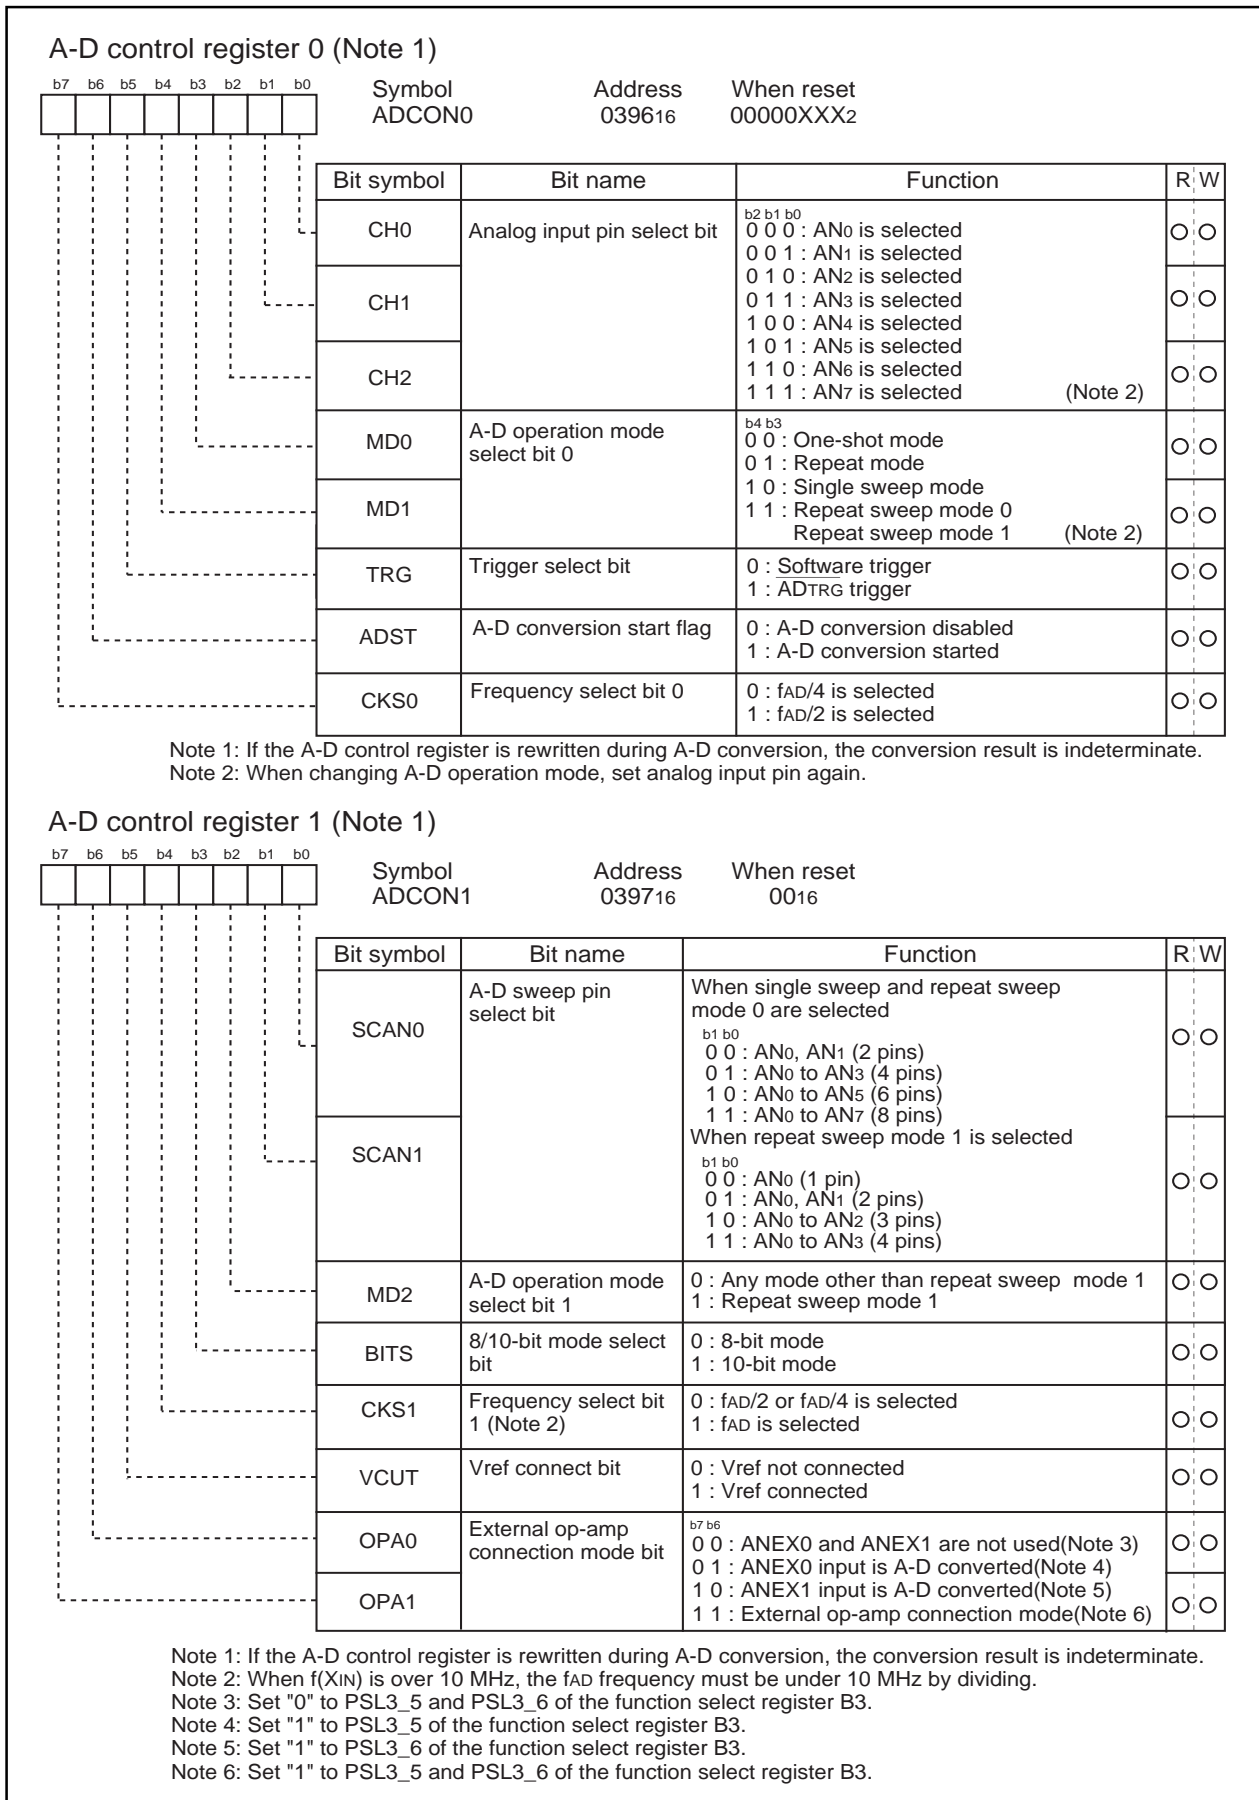 A-D control register 0 (Note 1)
b7 b6 b5 b4 b3 b2 b1 b0
Symbol Address When reset
ADCON0 039616 00000XXX2
Bit symbol Bit name Function R W
CH0 Analog input pin select bit
b2 b1 b0
0 0 0 : AN0 is selected
0 0 1 : AN1 is selected
0 1 0 : AN2 is selected
CH1
0 1 1 : AN3 is selected
1 0 0 : AN4 is selected
1 0 1 : AN5 is selected
CH2
1 1 0 : AN6 is selected
1 1 1 : AN7 is selected (Note 2)
MD0 A-D operation mode
select bit 0
b4 b3
0 0 : One-shot mode
0 1 : Repeat mode
1 0 : Single sweep mode
MD1
1 1 : Repeat sweep mode 0
Repeat sweep mode 1 (Note 2)
TRG Trigger select bit
0 : Software trigger
1 : ADTRG trigger
ADST A-D conversion start flag
0 : A-D conversion disabled
1 : A-D conversion started
CKS0 Frequency select bit 0
0 : fAD/4 is selected
1 : fAD/2 is selected
Note 1: If the A-D control register is rewritten during A-D conversion, the conversion result is indeterminate.
Note 2: When changing A-D operation mode, set analog input pin again.
A-D control register 1 (Note 1)
b7 b6 b5 b4 b3 b2 b1 b0
Symbol Address When reset
ADCON1 039716 0016
Bit symbol Bit name Function R W
SCAN0 A-D sweep pin
select bit
When single sweep and repeat sweep
mode 0 are selected
b1 b0
0 0 : AN0, AN1 (2 pins)
0 1 : AN0 to AN3 (4 pins)
1 0 : AN0 to AN5 (6 pins)
1 1 : AN0 to AN7 (8 pins)
SCAN1
When repeat sweep mode 1 is selected
b1 b0
0 0 : AN0 (1 pin)
0 1 : AN0, AN1 (2 pins)
1 0 : AN0 to AN2 (3 pins)
1 1 : AN0 to AN3 (4 pins)
MD2 A-D operation mode
select bit 1
0 : Any mode other than repeat sweep mode 1
1 : Repeat sweep mode 1
BITS 8/10-bit mode select
bit
0 : 8-bit mode
1 : 10-bit mode
CKS1 Frequency select bit
1 (Note 2)
0 : fAD/2 or fAD/4 is selected
1 : fAD is selected
VCUT Vref connect bit
0 : Vref not connected
1 : Vref connected
OPA0 External op-amp
connection mode bit
b7 b6
0 0 : ANEX0 and ANEX1 are not used(Note 3)
0 1 : ANEX0 input is A-D converted(Note 4)
OPA1
1 0 : ANEX1 input is A-D converted(Note 5)
1 1 : External op-amp connection mode(Note 6)
Note 1: If the A-D control register is rewritten during A-D conversion, the conversion result is indeterminate.
Note 2: When f(XIN) is over 10 MHz, the fAD frequency must be under 10 MHz by dividing.
Note 3: Set "0" to PSL3_5 and PSL3_6 of the function select register B3.
Note 4: Set "1" to PSL3_5 of the function select register B3.
Note 5: Set "1" to PSL3_6 of the function select register B3.
Note 6: Set "1" to PSL3_5 and PSL3_6 of the function select register B3.